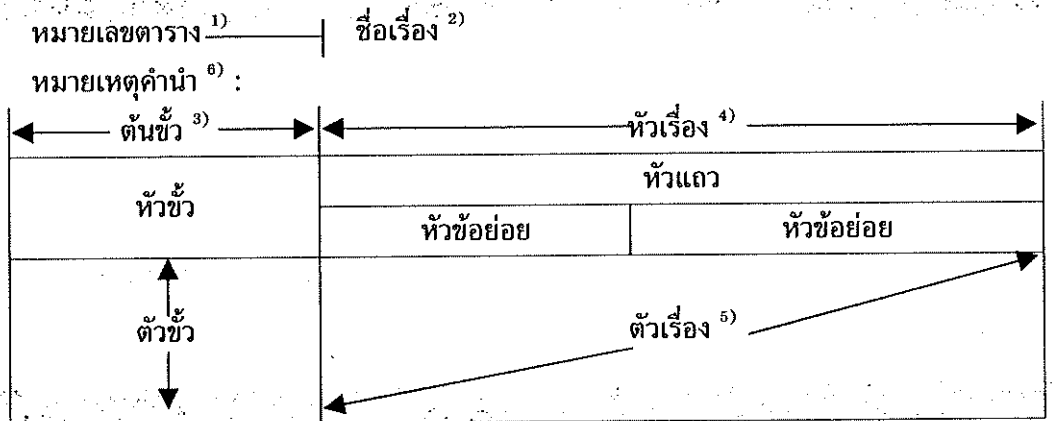 หมายเลขตาราง 1) ชื่อเรื่อง 2)
หมายเหตุคำนำ 6) :
ต้นขั้ว 3) หัวเรื่อง 4)
หัวขั้ว หัวแถว
หัวข้อย่อย หัวข้อย่อย
ตัวขั้ว ตัวเรื่อง 5)